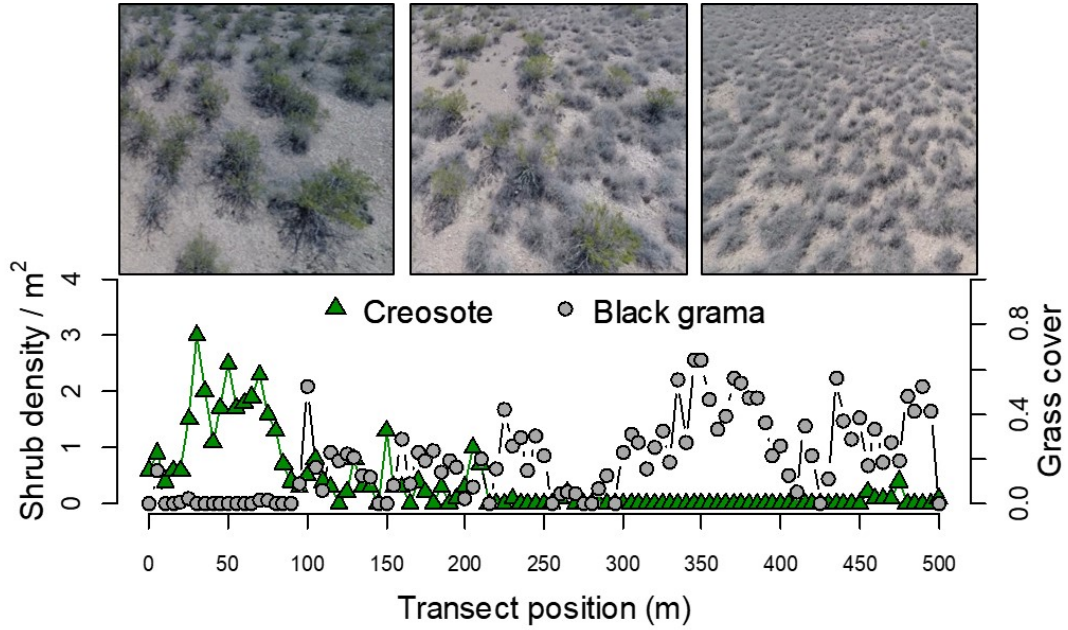 Creosote Black grama
Shrub density / m²
4
3
2
1
0
0.8
0.4
0.0
Grass cover
0 50 100 150 200 250 300 350 400 450 500
Transect position (m)